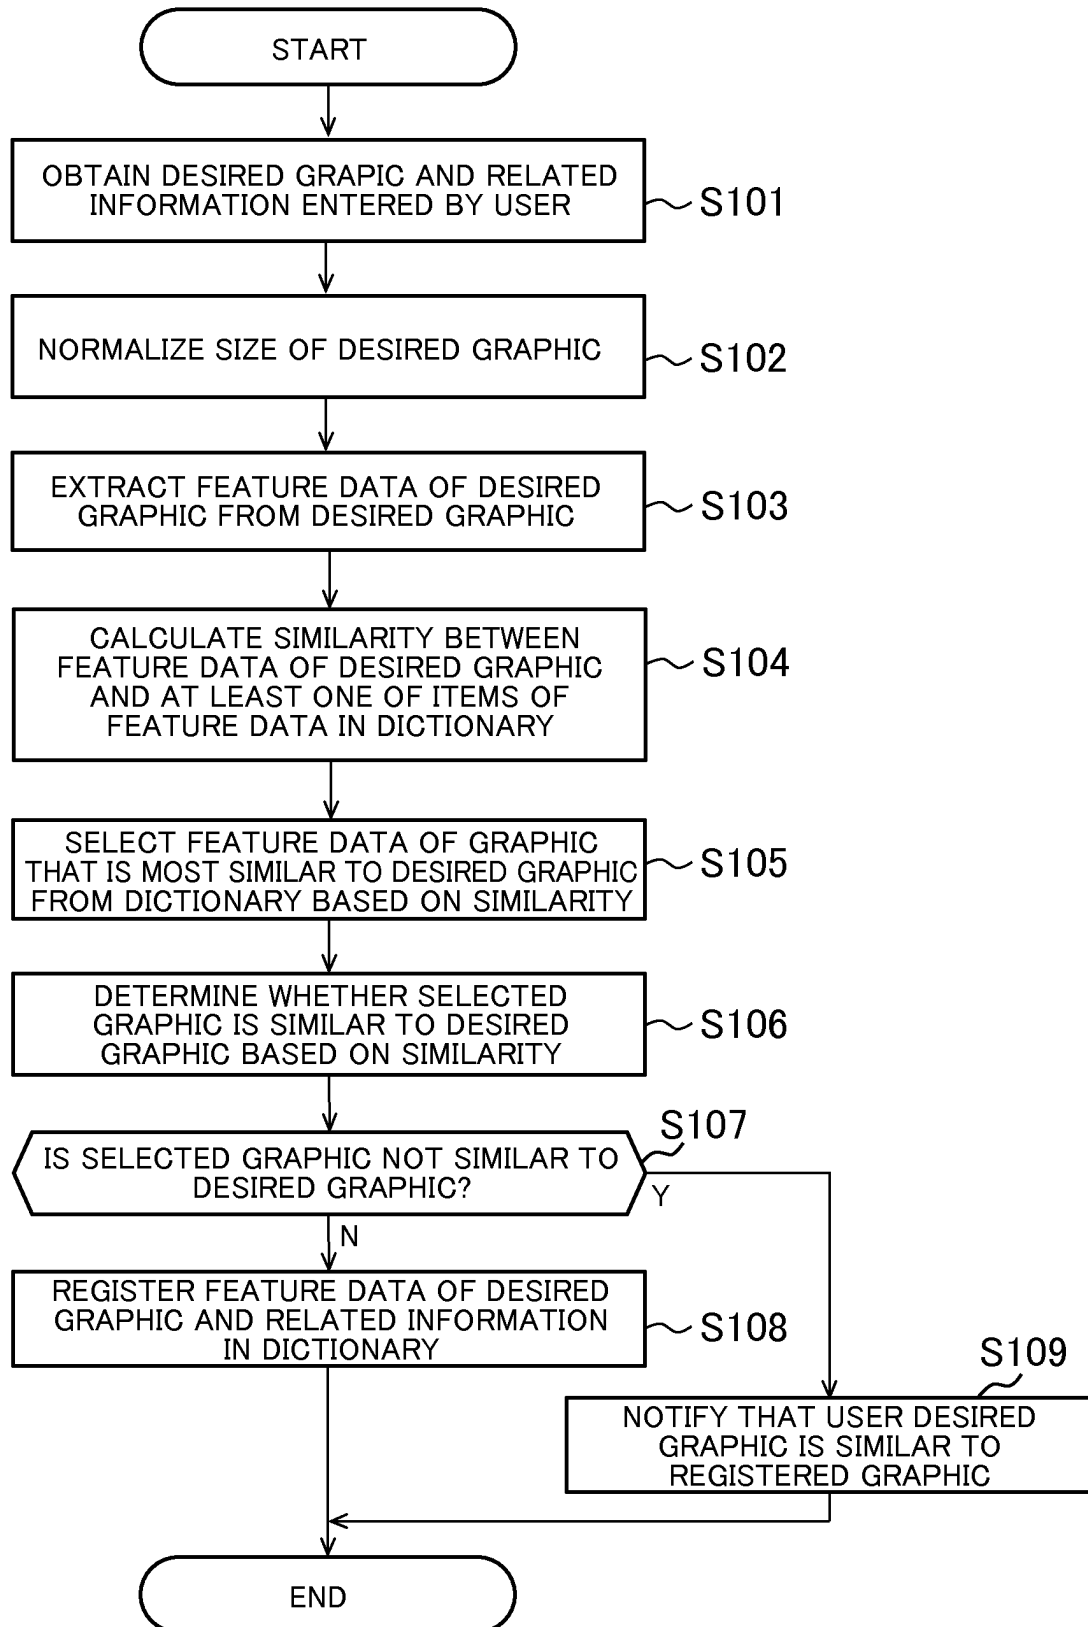 START
OBTAIN DESIRED GRAPIC AND RELATED
INFORMATION ENTERED BY USER
S101
NORMALIZE SIZE OF DESIRED GRAPHIC
S102
EXTRACT FEATURE DATA OF DESIRED
GRAPHIC FROM DESIRED GRAPHIC
S103
CALCULATE SIMILARITY BETWEEN
FEATURE DATA OF DESIRED GRAPHIC
AND AT LEAST ONE OF ITEMS OF
FEATURE DATA IN DICTIONARY
S104
SELECT FEATURE DATA OF GRAPHIC
THAT IS MOST SIMILAR TO DESIRED GRAPHIC
FROM DICTIONARY BASED ON SIMILARITY
S105
DETERMINE WHETHER SELECTED
GRAPHIC IS SIMILAR TO DESIRED
GRAPHIC BASED ON SIMILARITY
S106
S107
IS SELECTED GRAPHIC NOT SIMILAR TO
DESIRED GRAPHIC?
Y
N
REGISTER FEATURE DATA OF DESIRED
GRAPHIC AND RELATED INFORMATION
IN DICTIONARY
S108
S109
NOTIFY THAT USER DESIRED
GRAPHIC IS SIMILAR TO
REGISTERED GRAPHIC
END